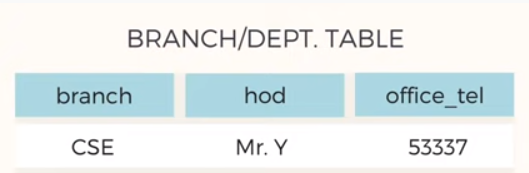 BRANCH/DEPT. TABLE
branch hod office_tel
CSE Mr. Y 53337